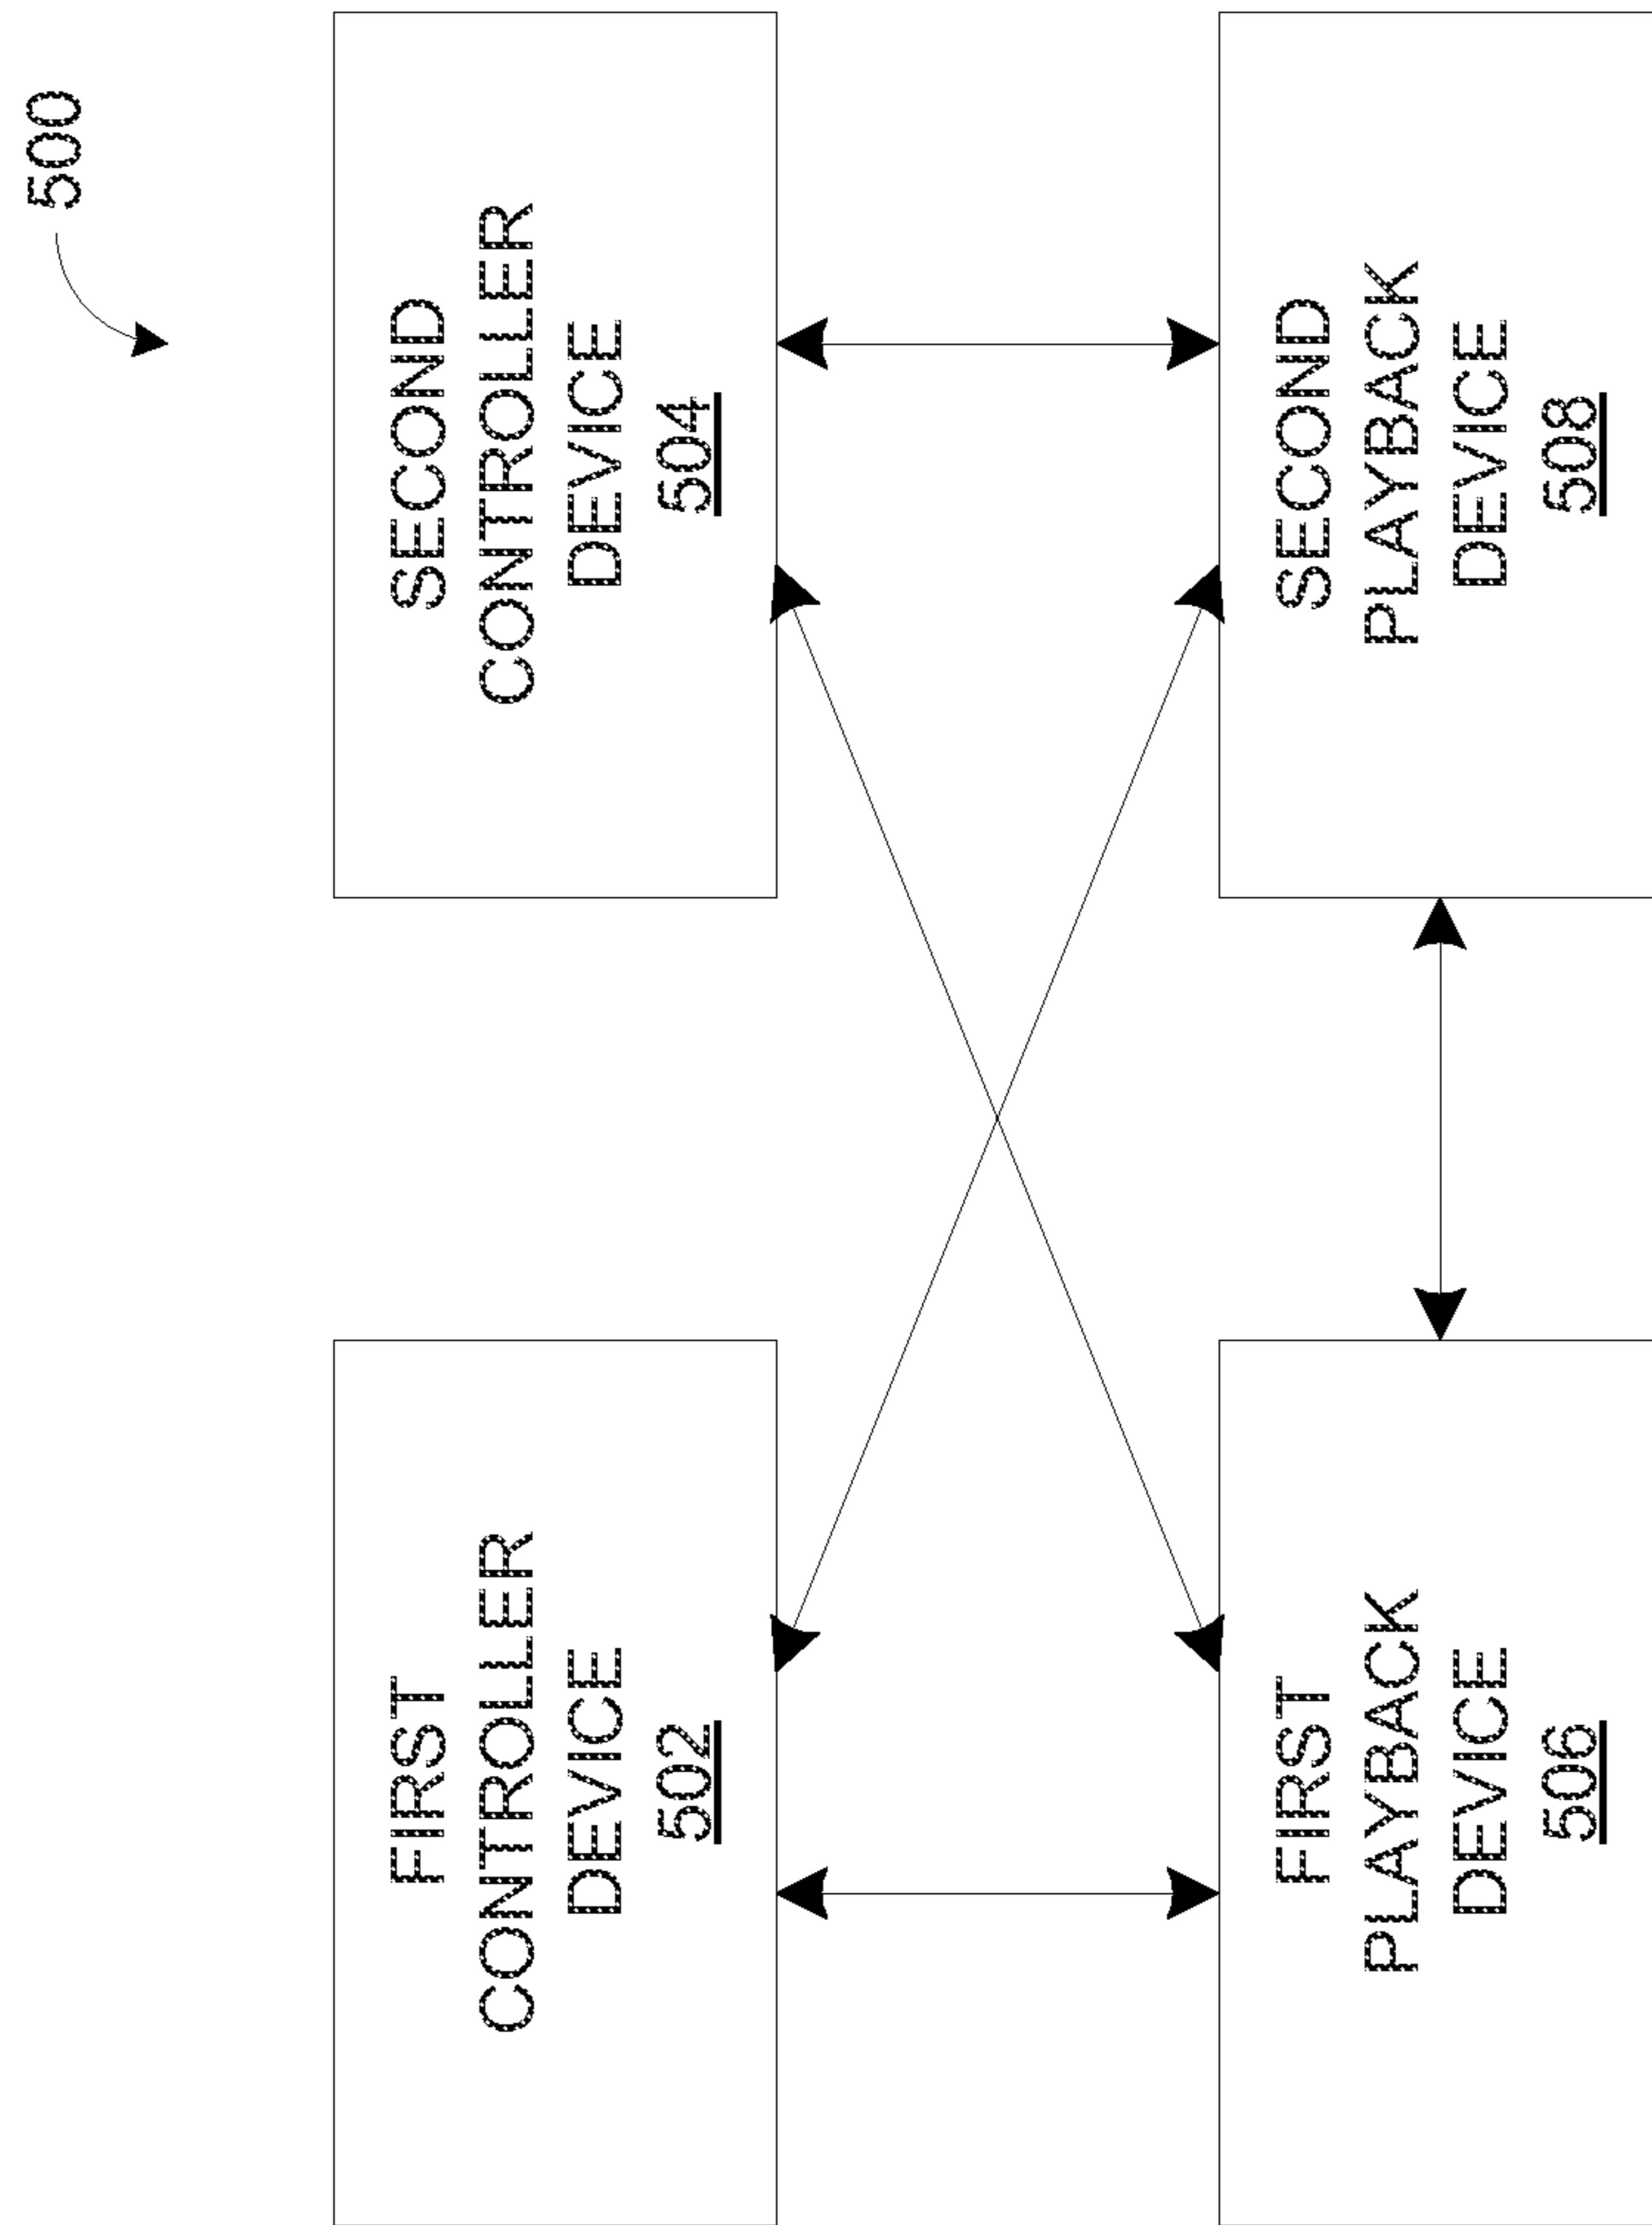 500
FIRST
CONTROLLER
DEVICE
502
SECOND
CONTROLLER
DEVICE
504
FIRST
PLAYBACK
DEVICE
506
SECOND
PLAYBACK
DEVICE
508